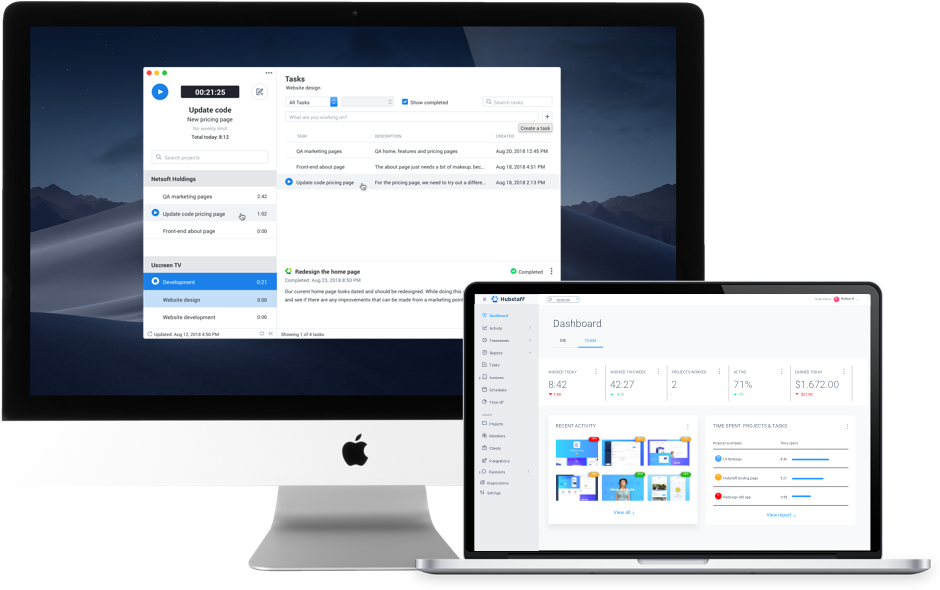 00:21:25
Update code
New pricing page
No weekly limit
Total today: 8:12
Search projects
Netsoft Holdings
QA marketing pages 2:42
Update code pricing page 1:02
Front-end about page 0:00
Uscreen TV
Development 0:21
Website design 0:00
Website development 0:00
Updated: Aug 12, 2018 4:50 PM
Tasks
Website design
All Tasks
Show completed
Search tasks
What are you working on?
Create a task
TASK DESCRIPTION CREATED
QA marketing pages QA home, features and pricing pages Aug 20, 2018 12:45 PM
Front-end about page The about page just needs a bit of makeup, bec... Aug 18, 2018 4:51 PM
Update code pricing page For the pricing page, we need to try out a differe... Aug 18, 2018 2:13 PM
Redesign the home page Completed
Completed: Aug 23, 2018 8:50 PM
Our current home page looks dated and should be redesigned. While doing this
and see if there are any improvements that can be made from a marketing point
Showing 1 of 4 tasks
Hubstaff
Dashboard
Activity
Timesheets
Reports
Tasks
Invoices
Schedules
Time off
Projects
Members
Clients
Integrations
Payments
Organizations
Settings
Dashboard
ME TEAM
WORKED TODAY
8:42
WORKED THIS WEEK
42:27
PROJECTS WORKED
2
ACTIVE
71%
EARNED TODAY
$1.672.00
RECENT ACTIVITY
View all
TIME SPENT: PROJECTS & TASKS
Projects and tasks Time spent
UX Redesign 4:36
Hubstaff landing page
Redesign iOS app
View report